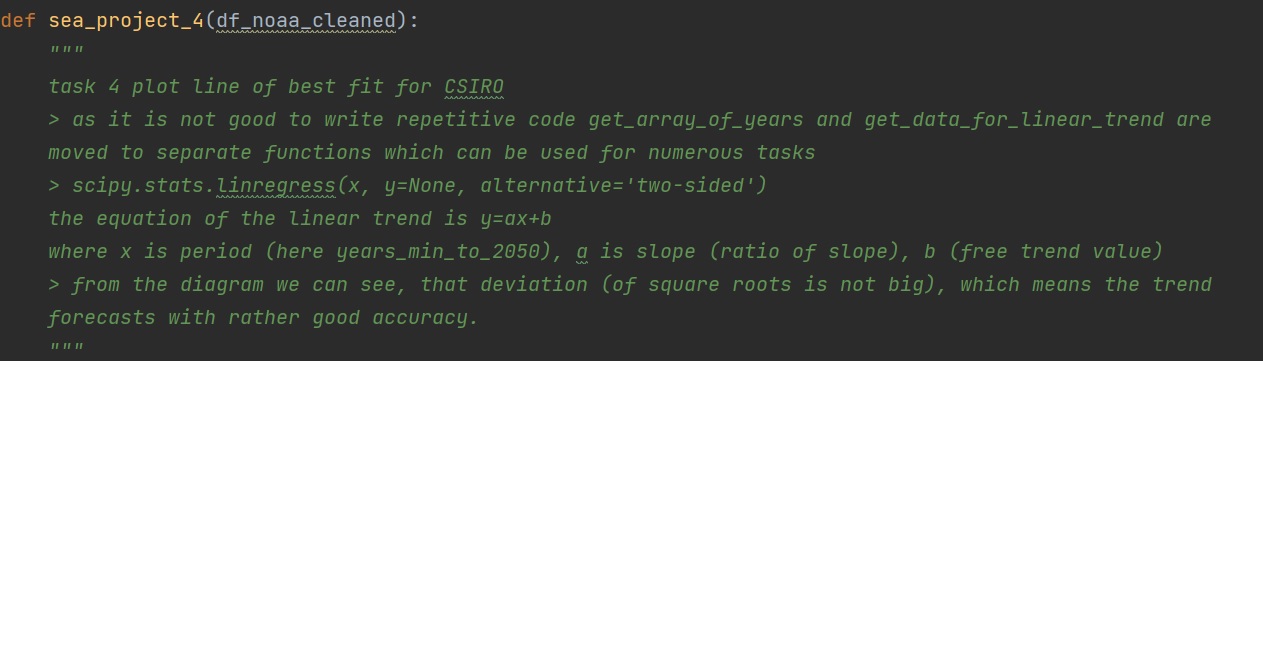 def sea_project_4(df_noaa_cleaned):
"""
task 4 plot line of best fit for CSIRO
> as it is not good to write repetitive code get_array_of_years and get_data_for_linear_trend are
moved to separate functions which can be used for numerous tasks
> scipy.stats.linregress(x, y=None, alternative='two-sided')
the equation of the linear trend is y=ax+b
where x is period (here years_min_to_2050), a is slope (ratio of slope), b (free trend value)
> from the diagram we can see, that deviation (of square roots is not big), which means the trend
forecasts with rather good accuracy.
"""